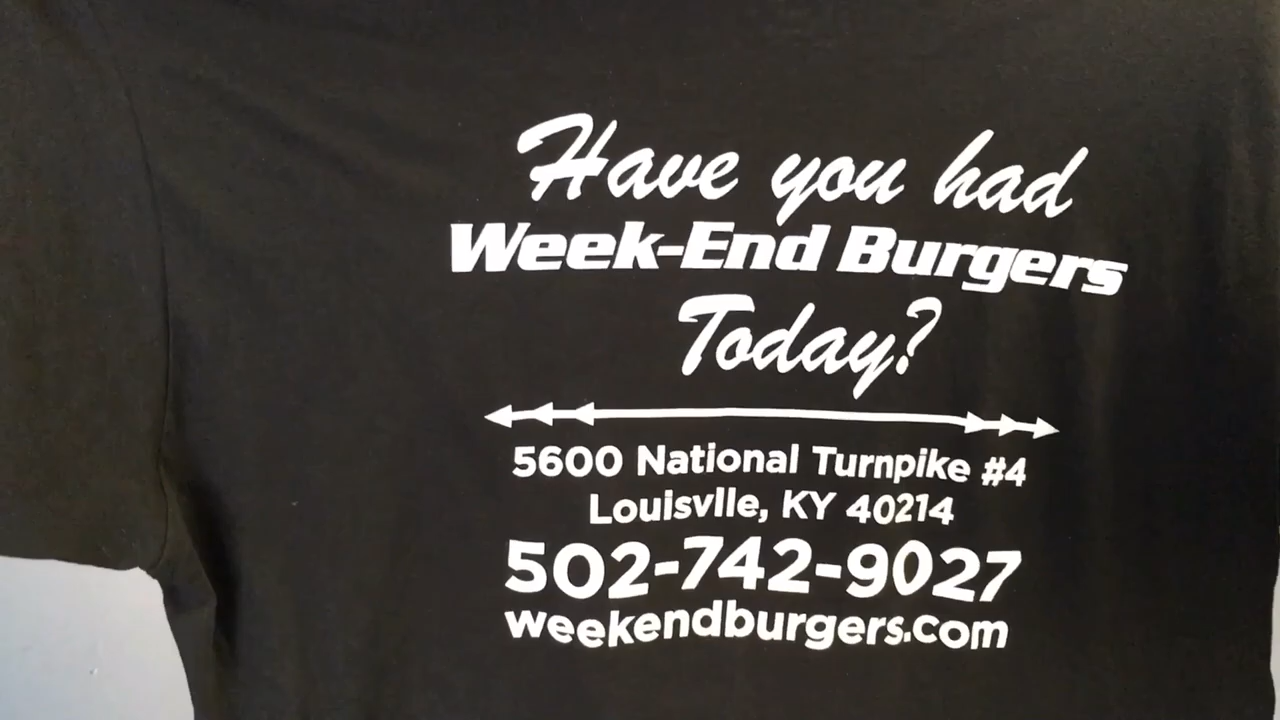 Have you had
Week-End Burgers
Today?
5600 National Turnpike #4
Louisvlle, KY 40214
502-742-9027
weekendburgers.com